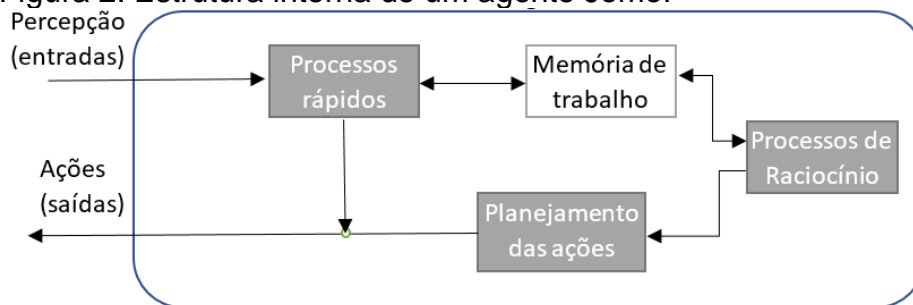 Percepção
(entradas)
Processos
rápidos
Memória de
trabalho
Processos de
Raciocínio
Ações
(saídas)
Planejamento
das ações